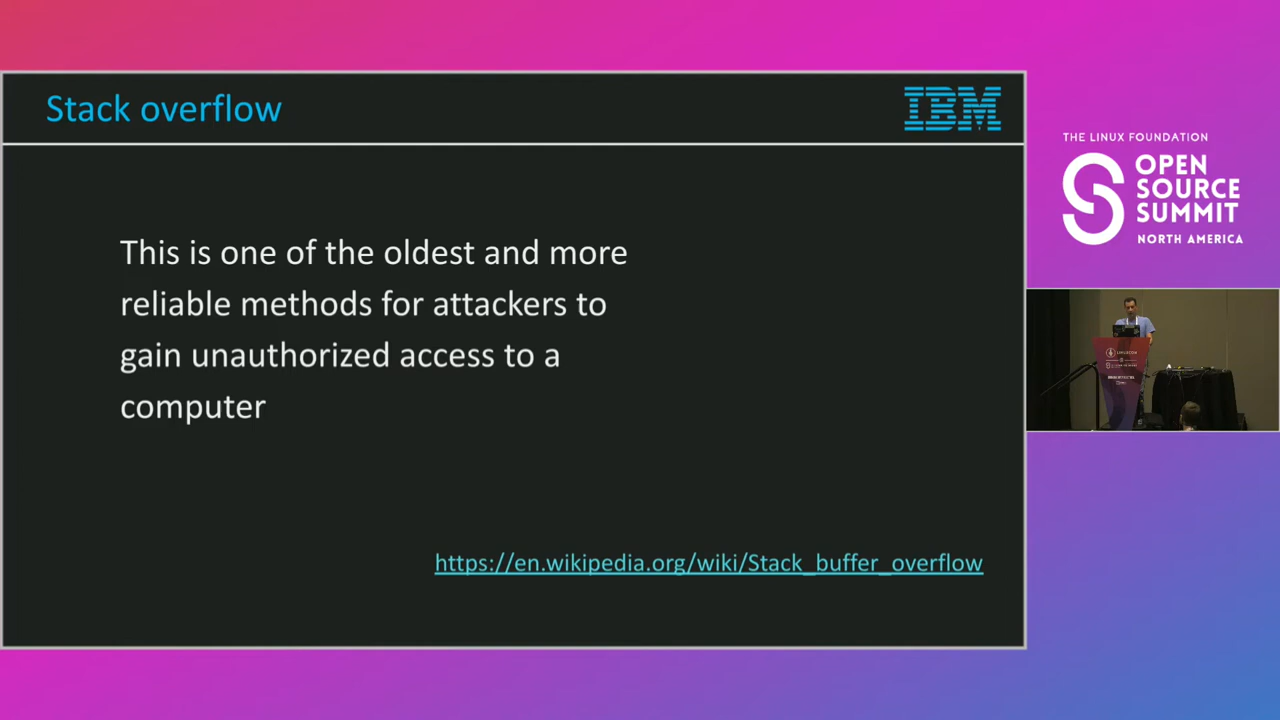 Stack overflow
IBM
This is one of the oldest and more
reliable methods for attackers to
gain unauthorized access to a
computer
https://en.wikipedia.org/wiki/Stack_buffer_overflow
THE LINUX FOUNDATION
OPEN
SOURCE
SUMMIT
NORTH AMERICA